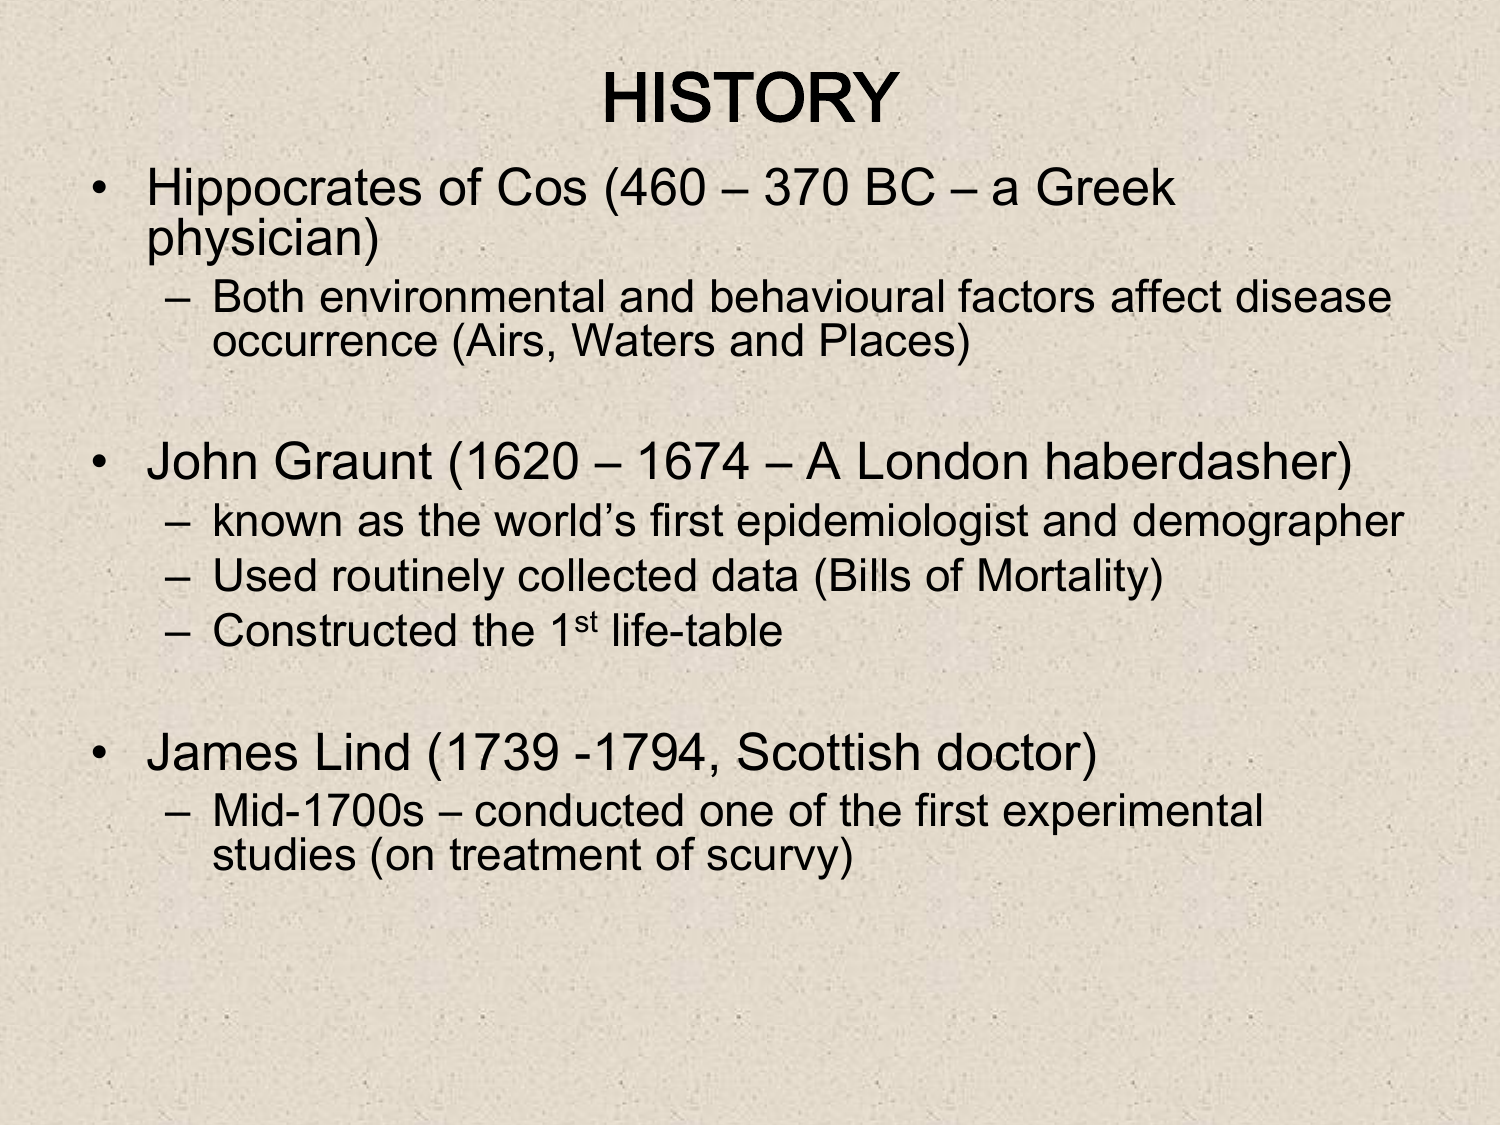 HISTORY
• Hippocrates of Cos (460 – 370 BC – a Greek
physician)
– Both environmental and behavioural factors affect disease
occurrence (Airs, Waters and Places)
• John Graunt (1620 – 1674 – A London haberdasher)
– known as the world’s first epidemiologist and demographer
– Used routinely collected data (Bills of Mortality)
– Constructed the 1st life-table
• James Lind (1739 -1794, Scottish doctor)
– Mid-1700s – conducted one of the first experimental
studies (on treatment of scurvy)